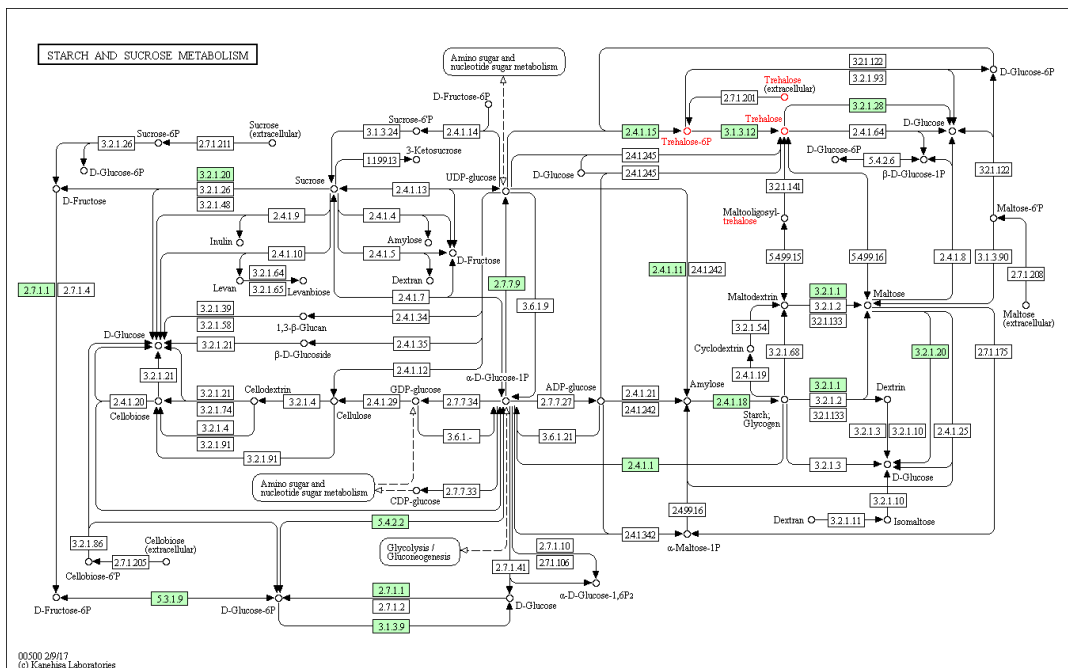 STARCH AND SUCROSE METABOLISM
Amino sugar and
nucleotide sugar metabolism
3.2.1.122
3.2.1.93
D-Glucose-6P
Trehalose
(extracellular)
2.7.1.201
D-Fructose-6P
Sucrose-6'P
3.1.3.24
2.4.1.14
2.4.1.15
Trehalose-6P
3.1.3.12
Trehalose
3.2.1.28
2.4.1.64
D-Glucose
Sucrose-6P
Sucrose
(extracellular)
3.2.1.26
2.7.1.211
D-Glucose-6P
3-Ketosucrose
1.1.99.13
2.4.1.245
2.4.1.245
D-Glucose
D-Glucose-6P
5.4.2.6
β-D-Glucose-1P
3.2.1.122
3.2.1.20
3.2.1.26
3.2.1.48
D-Fructose
Sucrose
2.4.1.13
UDP-glucose
3.2.1.141
Maltooligosyl-
trehalose
Maltose-6'P
2.4.1.9
Inulin
2.4.1.4
Amylose
2.4.1.10
2.4.1.5
D-Fructose
Levan
3.2.1.64
3.2.1.65
Levanbiose
Dextran
5.4.99.15
5.4.99.16
2.4.1.8
3.1.3.90
2.7.1.208
2.4.1.11
2.4.1.242
2.7.7.9
2.7.1.1
2.7.1.4
2.4.1.7
3.6.1.9
Maltodextrin
3.2.1.1
3.2.1.2
3.2.1.133
Maltose
Maltose
(extracellular)
3.2.1.39
3.2.1.58
1,3-β-Glucan
2.4.1.34
D-Glucose
3.2.1.21
β-D-Glucoside
2.4.1.35
3.2.1.54
Cyclodextrin
3.2.1.68
3.2.1.20
2.7.1.175
2.4.1.12
3.2.1.21
α-D-Glucose-1P
2.4.1.19
2.4.1.20
Cellobiose
3.2.1.21
3.2.1.74
3.2.1.4
3.2.1.91
Cellodextrin
3.2.1.4
Cellulose
2.4.1.29
GDP-glucose
2.7.7.34
2.7.7.27
ADP-glucose
2.4.1.21
2.4.1.242
Amylose
2.4.1.18
Starch;
Glycogen
3.2.1.1
3.2.1.2
3.2.1.133
Dextrin
3.2.1.91
3.6.1.-
3.6.1.21
3.2.1.3
3.2.1.10
2.4.1.25
2.4.1.1
3.2.1.3
D-Glucose
Amino sugar and
nucleotide sugar metabolism
2.7.7.33
CDP-glucose
3.2.1.10
2.4.99.16
Dextran
3.2.1.11
Isomaltose
5.4.2.2
2.4.1.342
α-Maltose-1P
3.2.1.86
Cellobiose
(extracellular)
2.7.1.205
Cellobiose-6'P
Glycolysis /
Gluconeogenesis
2.7.1.10
2.7.1.106
2.7.1.41
α-D-Glucose-1,6P2
D-Fructose-6P
5.3.1.9
D-Glucose-6P
2.7.1.1
2.7.1.2
3.1.3.9
D-Glucose
00500 2/9/17
(c) Kanehisa Laboratories